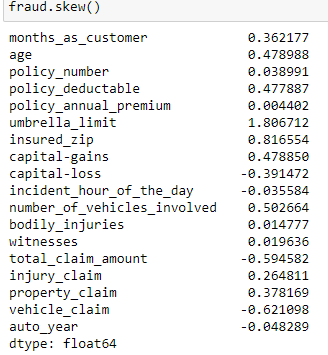 fraud.skew()
months_as_customer 0.362177
age 0.478988
policy_number 0.038991
policy_deductable 0.477887
policy_annual_premium 0.004402
umbrella_limit 1.806712
insured_zip 0.816554
capital-gains 0.478850
capital-loss -0.391472
incident_hour_of_the_day -0.035584
number_of_vehicles_involved 0.502664
bodily_injuries 0.014777
witnesses 0.019636
total_claim_amount -0.594582
injury_claim 0.264811
property_claim 0.378169
vehicle_claim -0.621098
auto_year -0.048289
dtype: float64